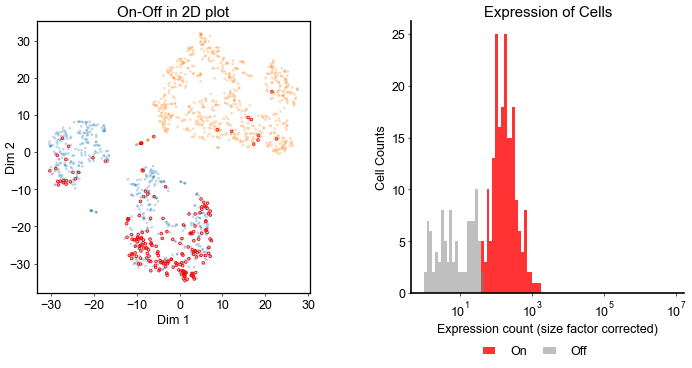 On-Off in 2D plot
Dim 2
30
20
10
0
−10
−20
−30
−30 −20 −10 0 10 20 30
Dim 1
Expression of Cells
Cell Counts
25
20
15
10
5
0
10^1 10^3 10^5 10^7
Expression count (size factor corrected)
On Off